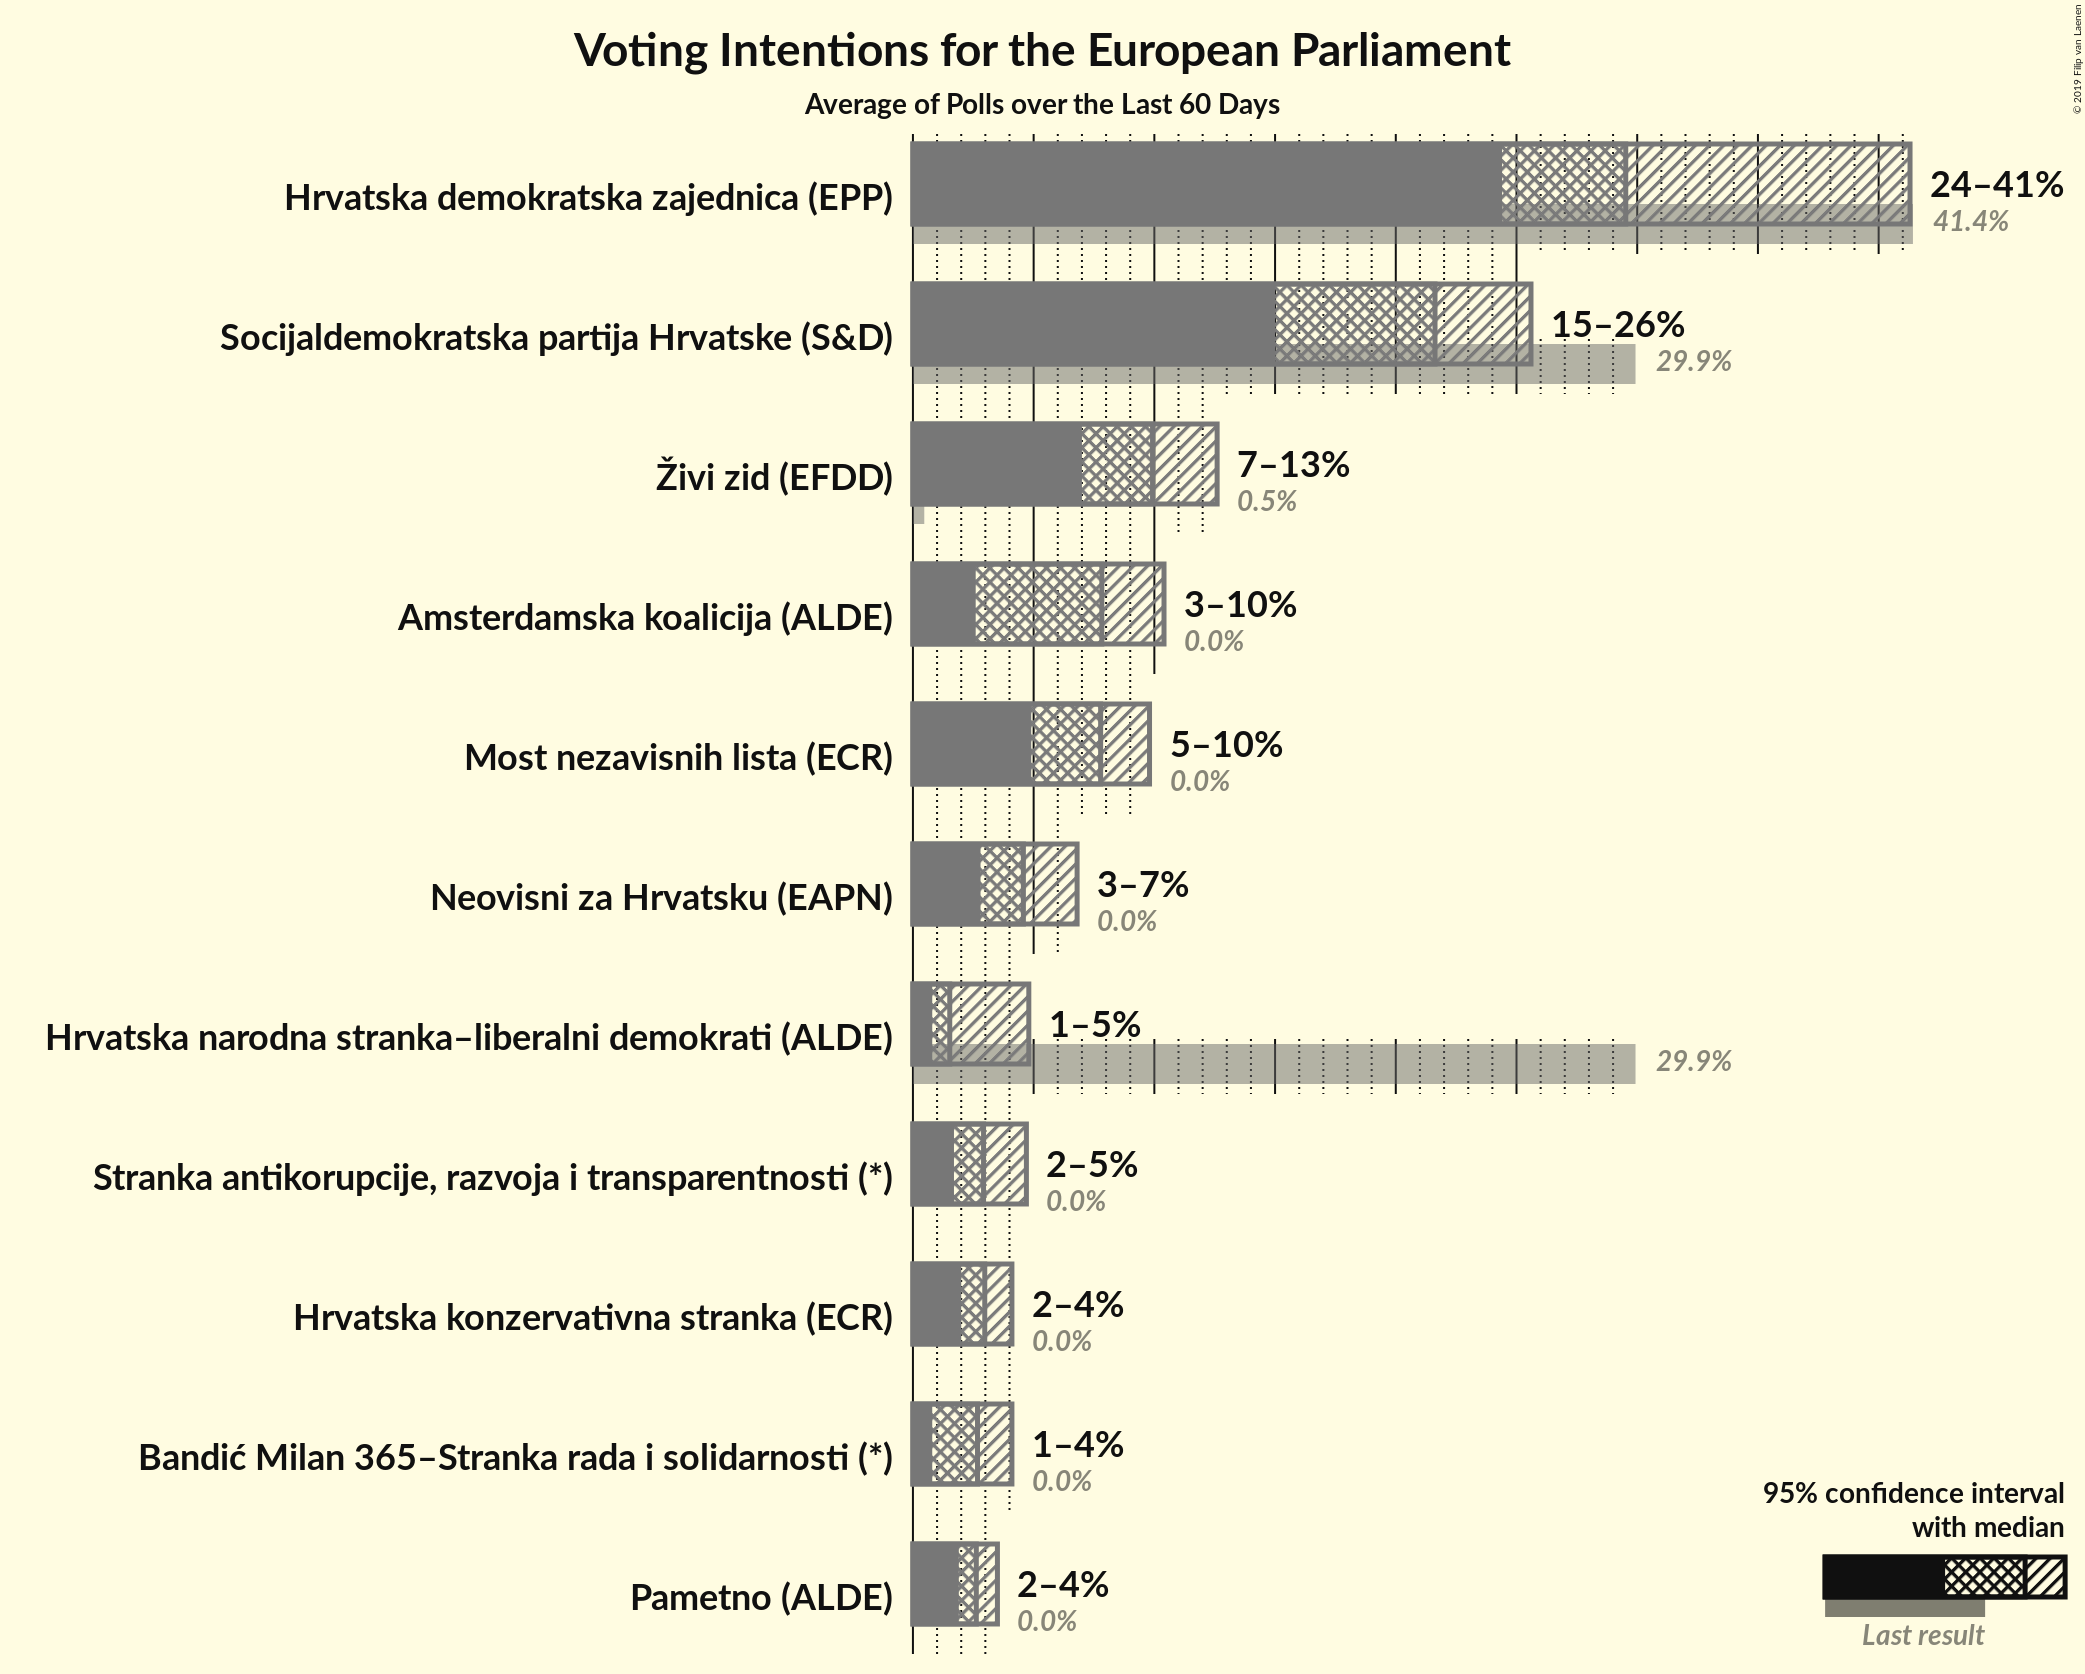 Voting Intentions for the European Parliament
Average of Polls over the Last 60 Days
© 2019 Filip van Laenen
Hrvatska demokratska zajednica (EPP)
24–41%
41.4%
Socijaldemokratska partija Hrvatske (S&D)
15–26%
29.9%
Živi zid (EFDD)
7–13%
0.5%
Amsterdamska koalicija (ALDE)
3–10%
0.0%
Most nezavisnih lista (ECR)
5–10%
0.0%
Neovisni za Hrvatsku (EAPN)
3–7%
0.0%
Hrvatska narodna stranka–liberalni demokrati (ALDE)
1–5%
29.9%
Stranka antikorupcije, razvoja i transparentnosti (*)
2–5%
0.0%
Hrvatska konzervativna stranka (ECR)
2–4%
0.0%
Bandić Milan 365–Stranka rada i solidarnosti (*)
1–4%
0.0%
Pametno (ALDE)
2–4%
0.0%
95% confidence interval
with median
Last result